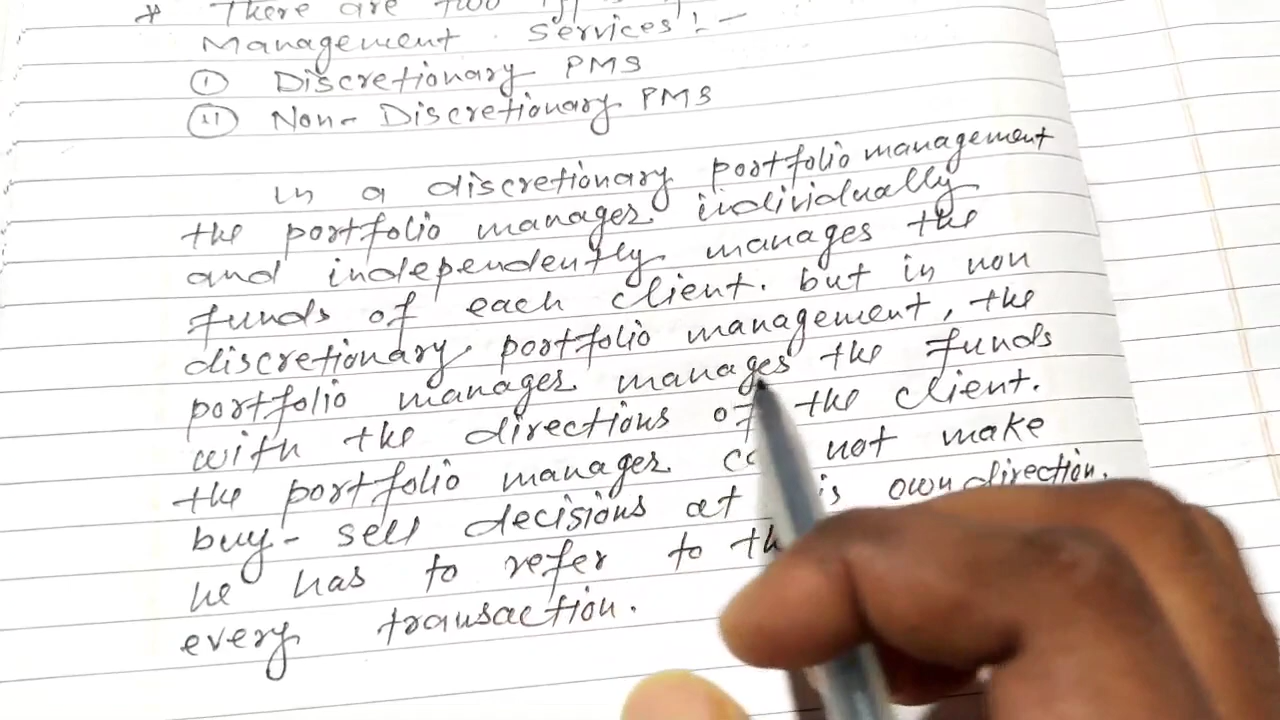 * There are two
Management services:-
(I) Discretionary PMS
(II) Non-Discretionary PMS
In a discretionary portfolio management
the portfolio manager individually
and independently manages the
funds of each client. but in non
discretionary portfolio management, the
portfolio manager manages the funds
with the directions of the client.
the portfolio manager not make
buy- sell decisions at own direction.
he has to refer to
every transaction.